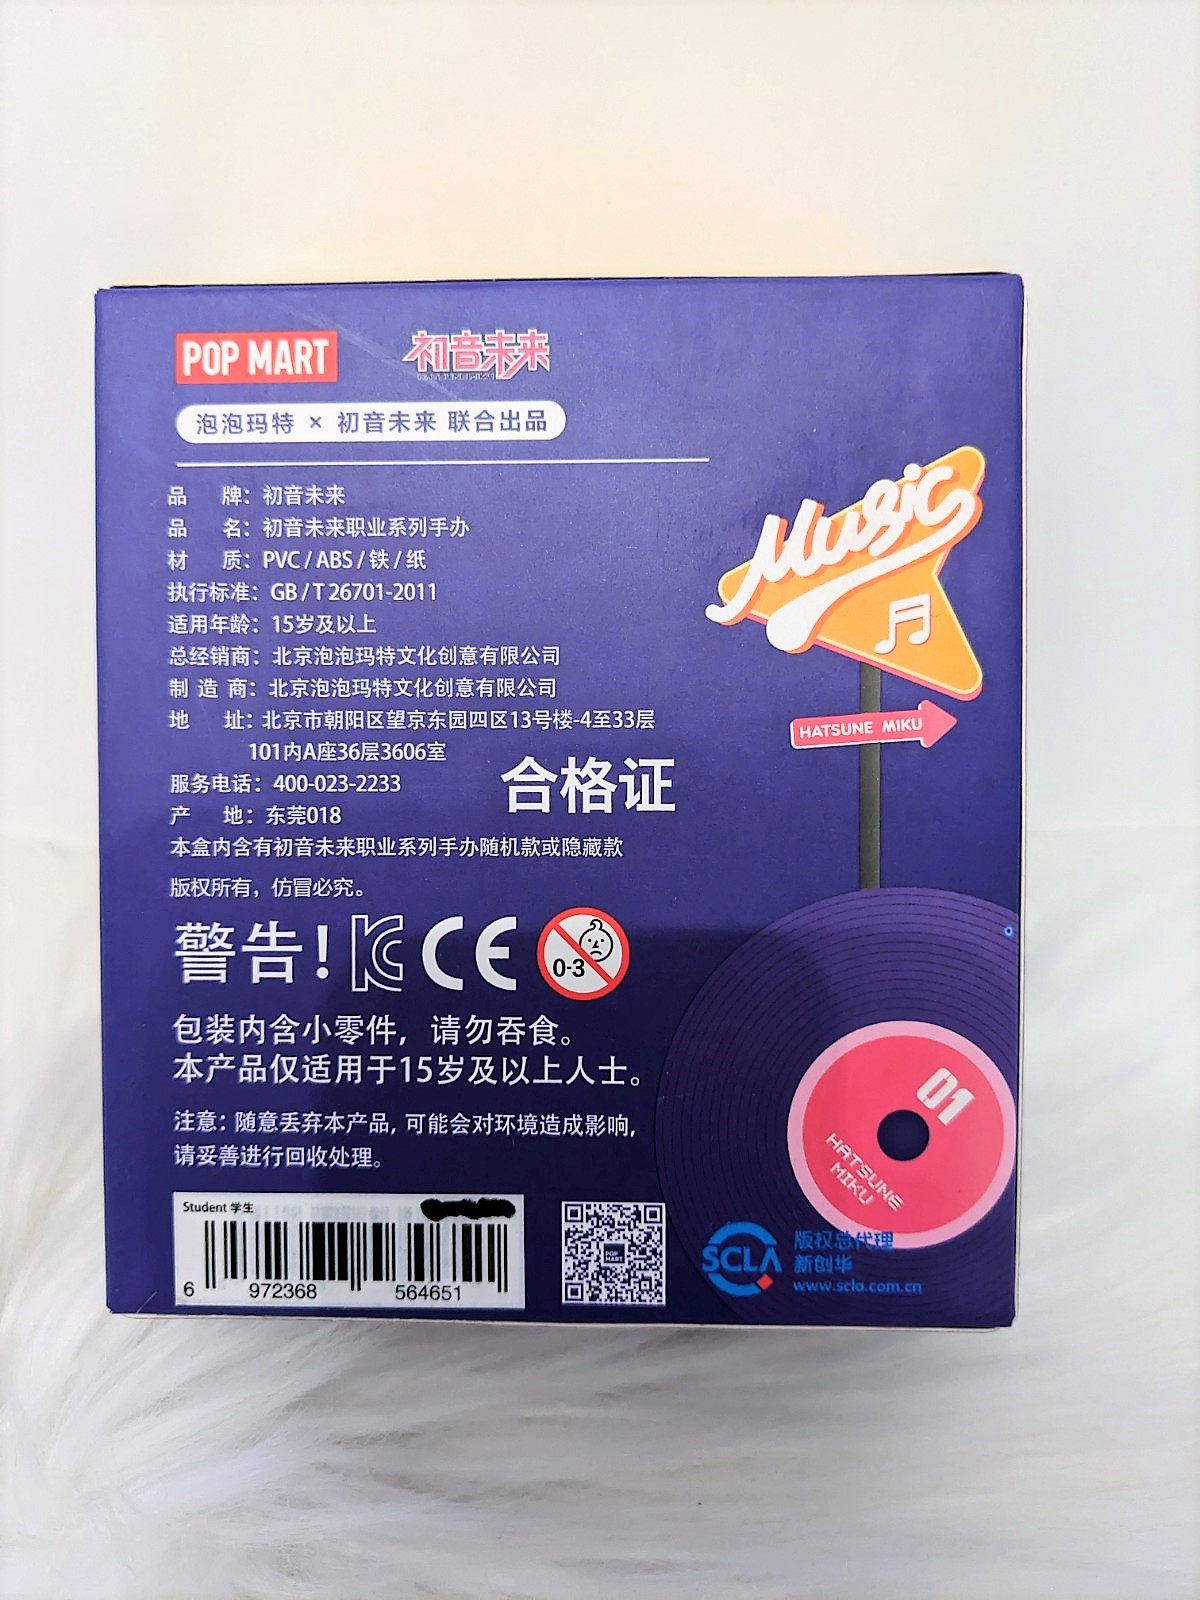 POP MART
初音未来
泡泡玛特 × 初音未来 联合出品
品 牌：初音未来
品 名：初音未来职业系列手办
材 质：PVC / ABS / 铁 / 纸
执行标准：GB / T 26701-2011
适用年龄：15岁及以上
总经销商：北京泡泡玛特文化创意有限公司
制 造 商：北京泡泡玛特文化创意有限公司
地 址：北京市朝阳区望京东园四区13号楼-4至33层
101内A座36层3606室
服务电话：400-023-2233
产 地：东莞018
合格证
本盒内含有初音未来职业系列手办随机款或隐藏款
版权所有，仿冒必究。
Music
HATSUNE MIKU
警告！KC CE
0-3
包装内含小零件，请勿吞食。
本产品仅适用于15岁及以上人士。
注意：随意丢弃本产品，可能会对环境造成影响，
请妥善进行回收处理。
01
HATSUNE
MIKU
Student 学生
6 972368 564651
POP
MART
SCLA
版权总代理
新创华
www.scla.com.cn